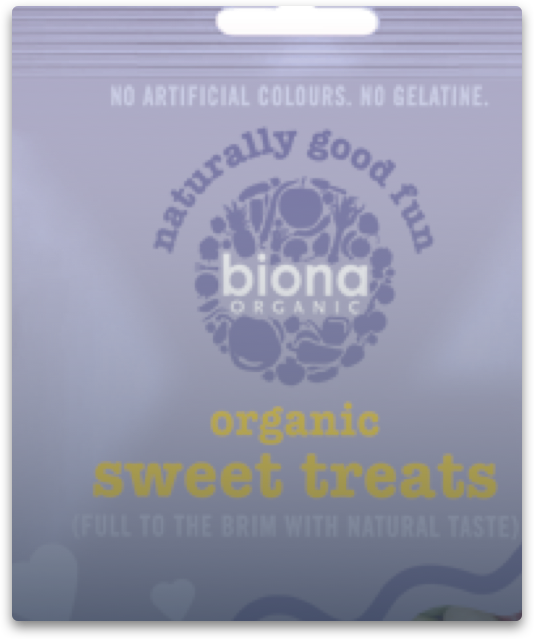 NO ARTIFICIAL COLOURS. NO GELATINE.
naturally good fun
biona
ORGANIC
organic
sweet treats
(FULL TO THE BRIM WITH NATURAL TASTE)